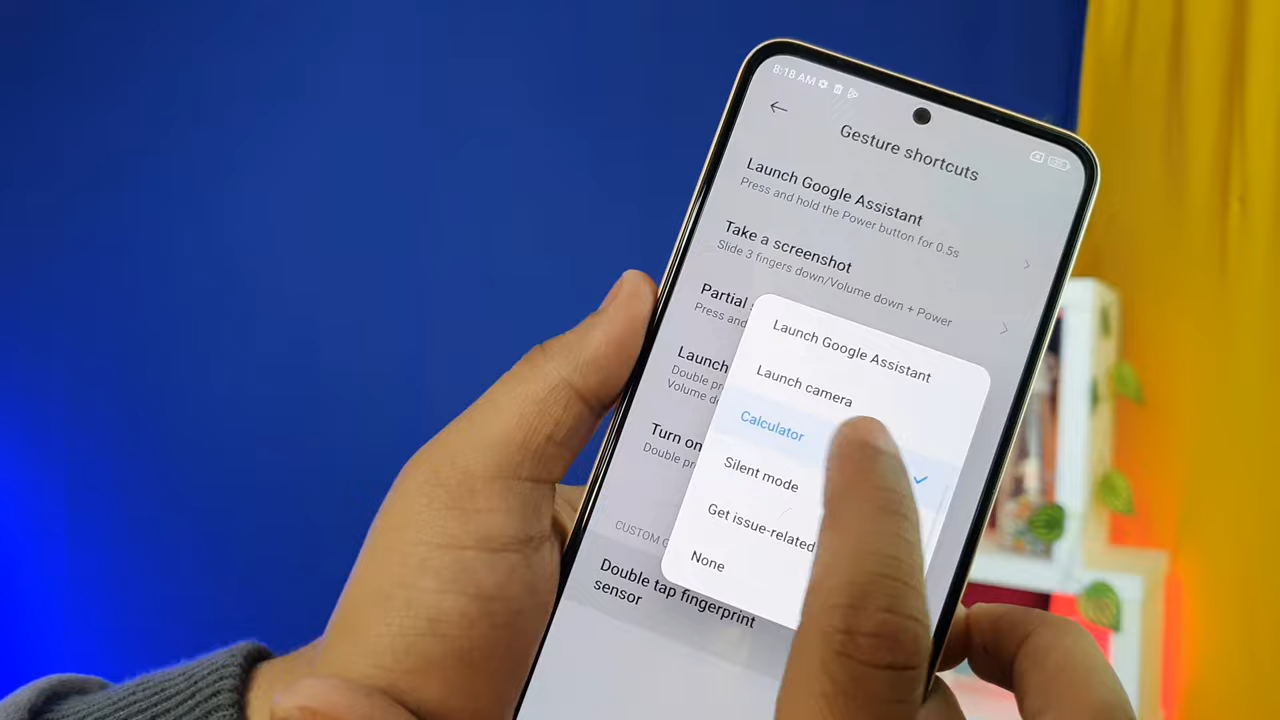 8:18 AM
Gesture shortcuts
Launch Google Assistant
Press and hold the Power button for 0.5s
Take a screenshot
Slide 3 fingers down/Volume down + Power
Partial
Press and
Launch
Double
Volume
Turn on
Double
Launch Google Assistant
Launch camera
Calculator
Silent mode
Get issue-related
None
CUSTOM
Double tap fingerprint
sensor